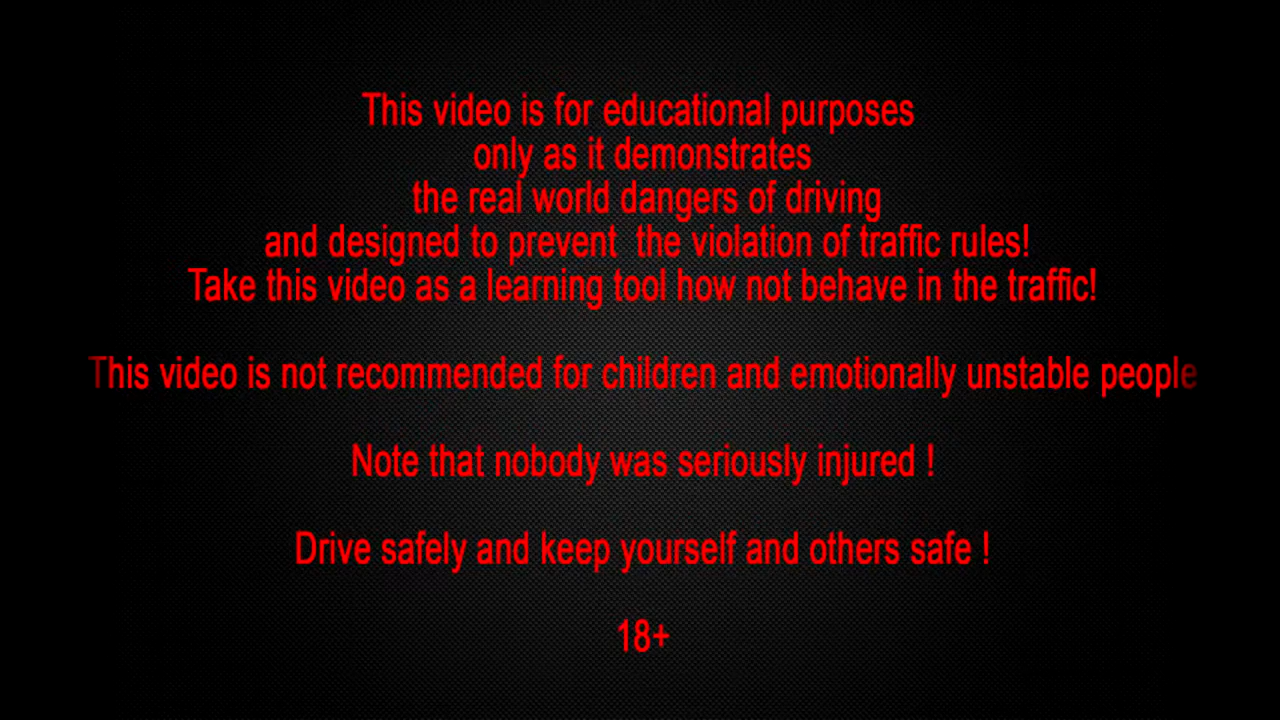 This video is for educational purposes
only as it demonstrates
the real world dangers of driving
and designed to prevent  the violation of traffic rules!
Take this video as a learning tool how not behave in the traffic!
This video is not recommended for children and emotionally unstable people
Note that nobody was seriously injured !
Drive safely and keep yourself and others safe !
18+